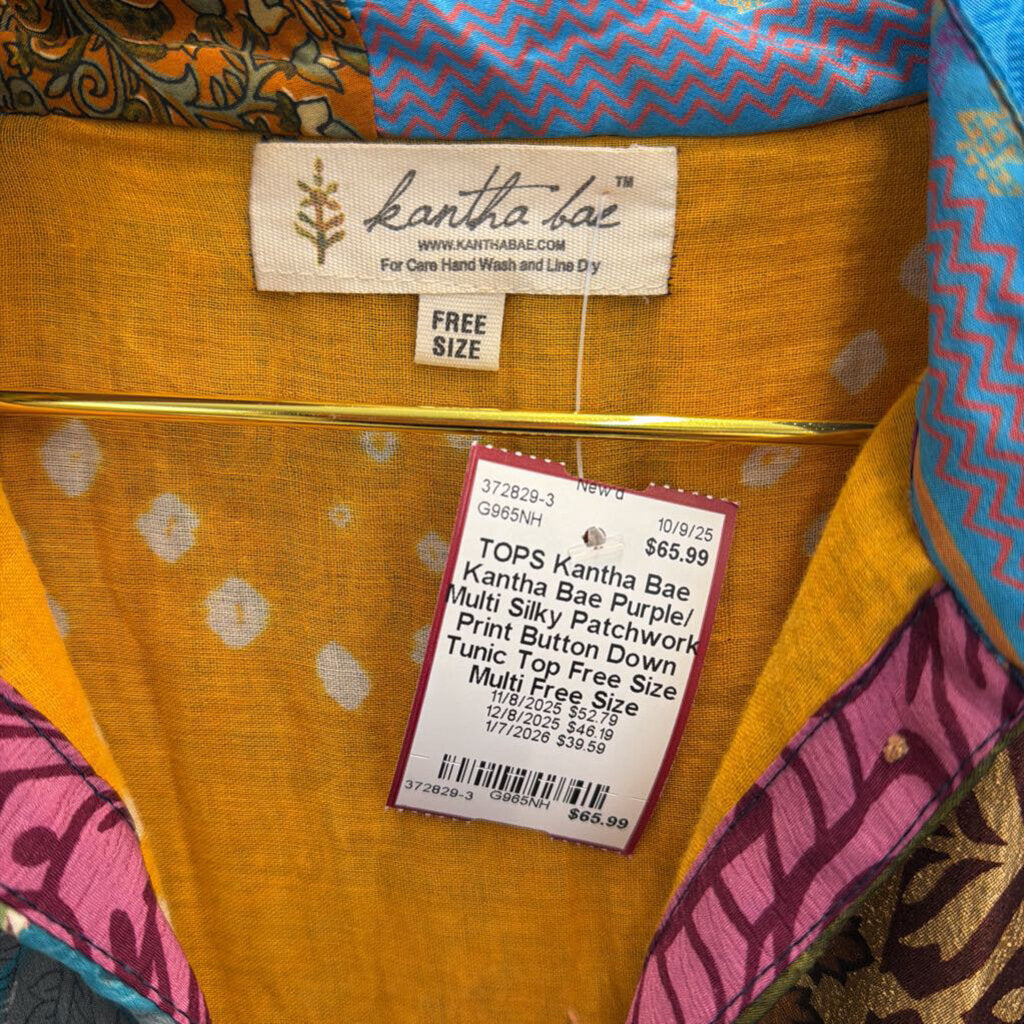 kantha bae™
WWW.KANTHABAE.COM
For Care Hand Wash and Line Dry
FREE
SIZE
372829-3
New'd
G965NH
10/9/25
$65.99
TOPS Kantha Bae
Kantha Bae Purple/
Multi Silky Patchwork
Print Button Down
Tunic Top Free Size
Multi Free Size
11/8/2025 $52.79
12/8/2025 $46.19
1/7/2026 $39.59
372829-3 G965NH $65.99